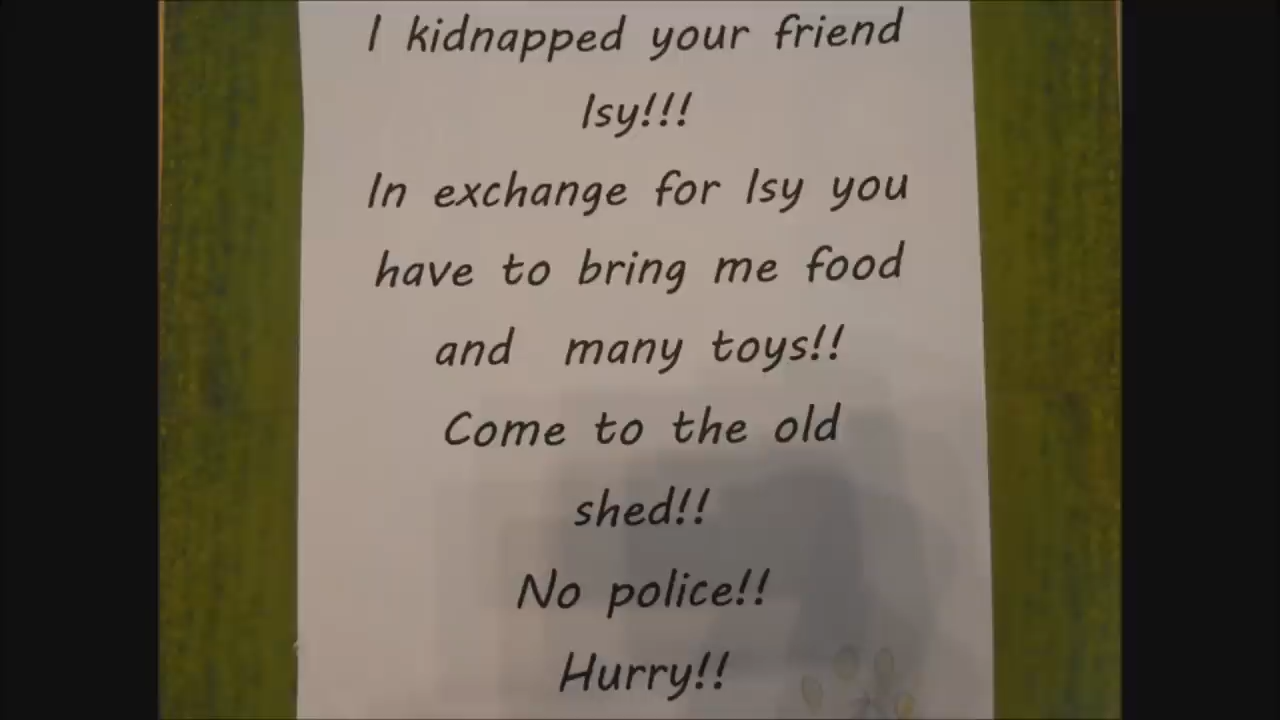 I kidnapped your friend
Isy!!!
In exchange for Isy you
have to bring me food
and many toys!!
Come to the old
shed!!
No police!!
Hurry!!